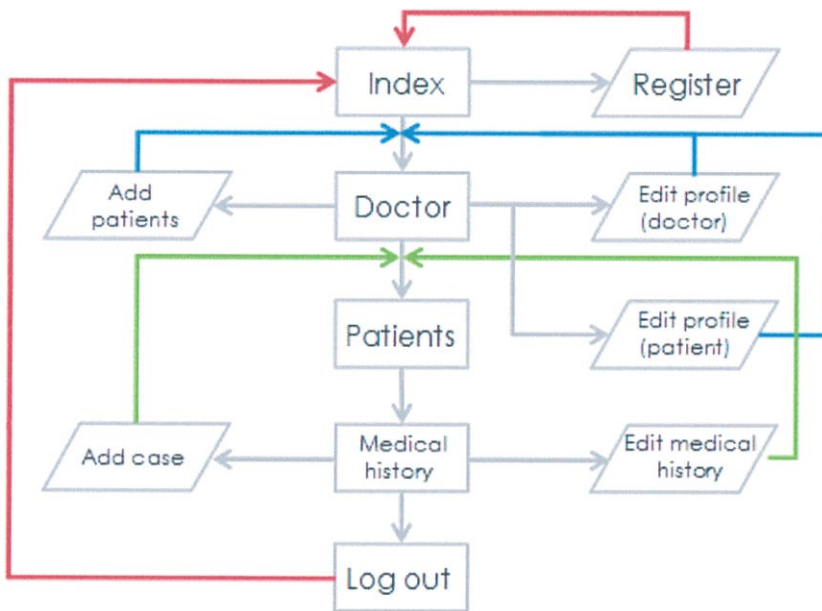 Index
Register
Add
patients
Doctor
Edit profile
(doctor)
Patients
Edit profile
(patient)
Add case
Medical
history
Edit medical
history
Log out